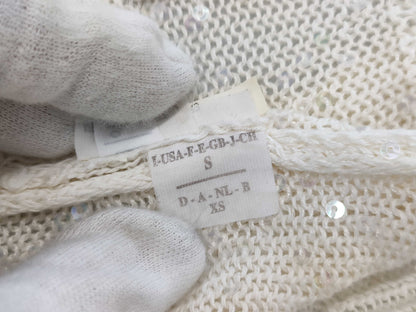 I-USA-F-E-GB-J-CH
S
D - A - NL - B
XS